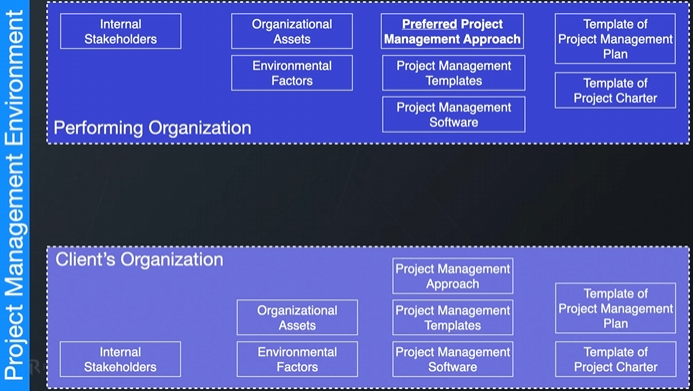 Project Management Environment
Internal
Stakeholders
Organizational
Assets
Environmental
Factors
Preferred Project
Management Approach
Project Management
Templates
Project Management
Software
Template of
Project Management
Plan
Template of
Project Charter
Performing Organization
Client's Organization
Internal
Stakeholders
Organizational
Assets
Environmental
Factors
Project Management
Approach
Project Management
Templates
Project Management
Software
Template of
Project Management
Plan
Template of
Project Charter